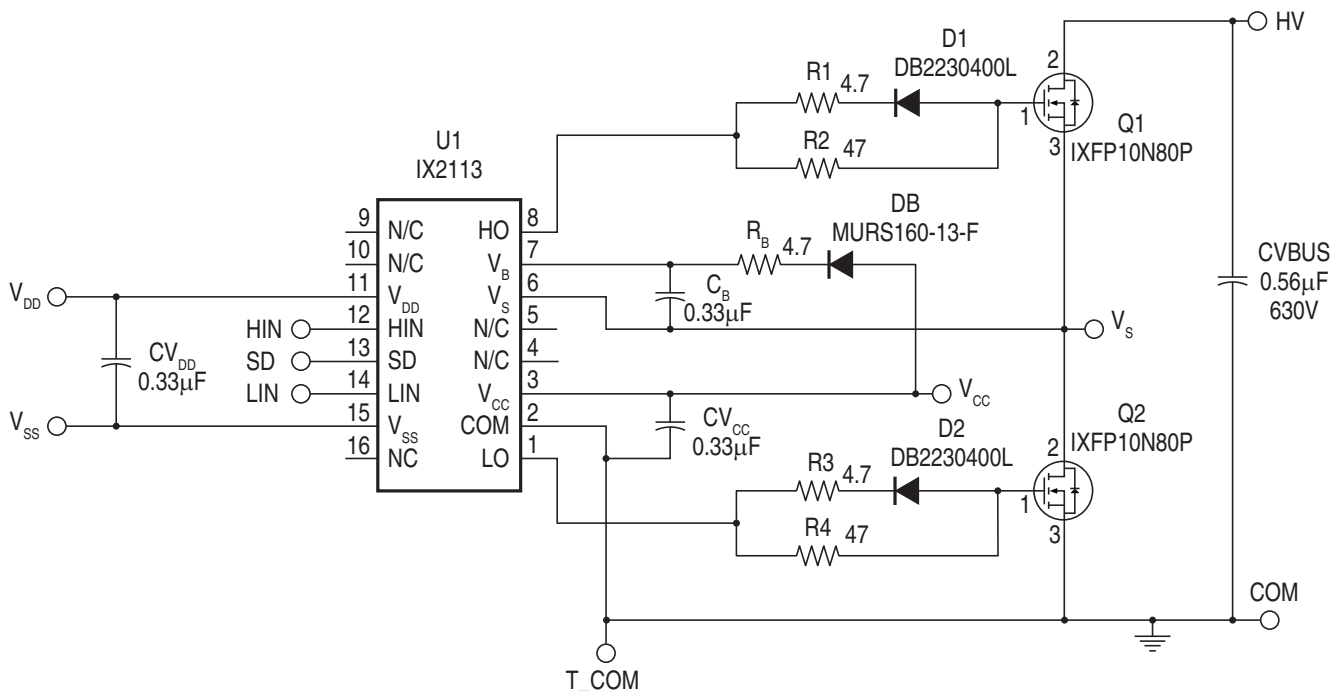 HV
D1
DB2230400L
R1 4.7
2
1
3
Q1
IXFP10N80P
R2 47
U1
IX2113
9 N/C HO 8
10 N/C V_B 7
11 V_DD V_S 6
12 HIN N/C 5
13 SD N/C 4
14 LIN V_CC 3
15 V_SS COM 2
16 NC LO 1
V_DD
HIN
SD
LIN
V_SS
CV_DD
0.33μF
R_B 4.7
DB
MURS160-13-F
C_B
0.33μF
CVBUS
0.56μF
630V
V_S
V_CC
CV_CC
0.33μF
D2
DB2230400L
R3 4.7
R4 47
2
1
3
Q2
IXFP10N80P
COM
T_COM